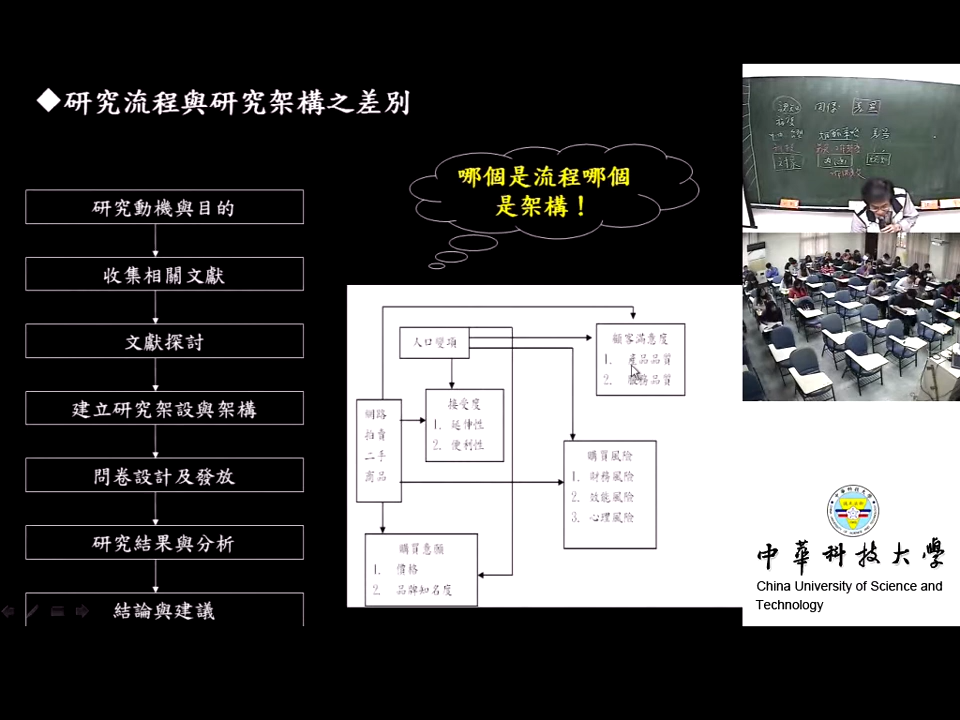 ◆研究流程與研究架構之差別
哪個是流程哪個
是架構！
研究動機與目的
收集相關文獻
文獻探討
建立研究架設與架構
問卷設計及發放
研究結果與分析
結論與建議
人口變項
顧客滿意度
1. 產品品質
2. 服務品質
網路
拍賣
二手
商品
接受度
1. 延伸性
2. 便利性
購買風險
1. 財務風險
2. 效能風險
3. 心理風險
購買意願
1. 價格
2. 品牌知名度
中華科技大學
China University of Science and
Technology